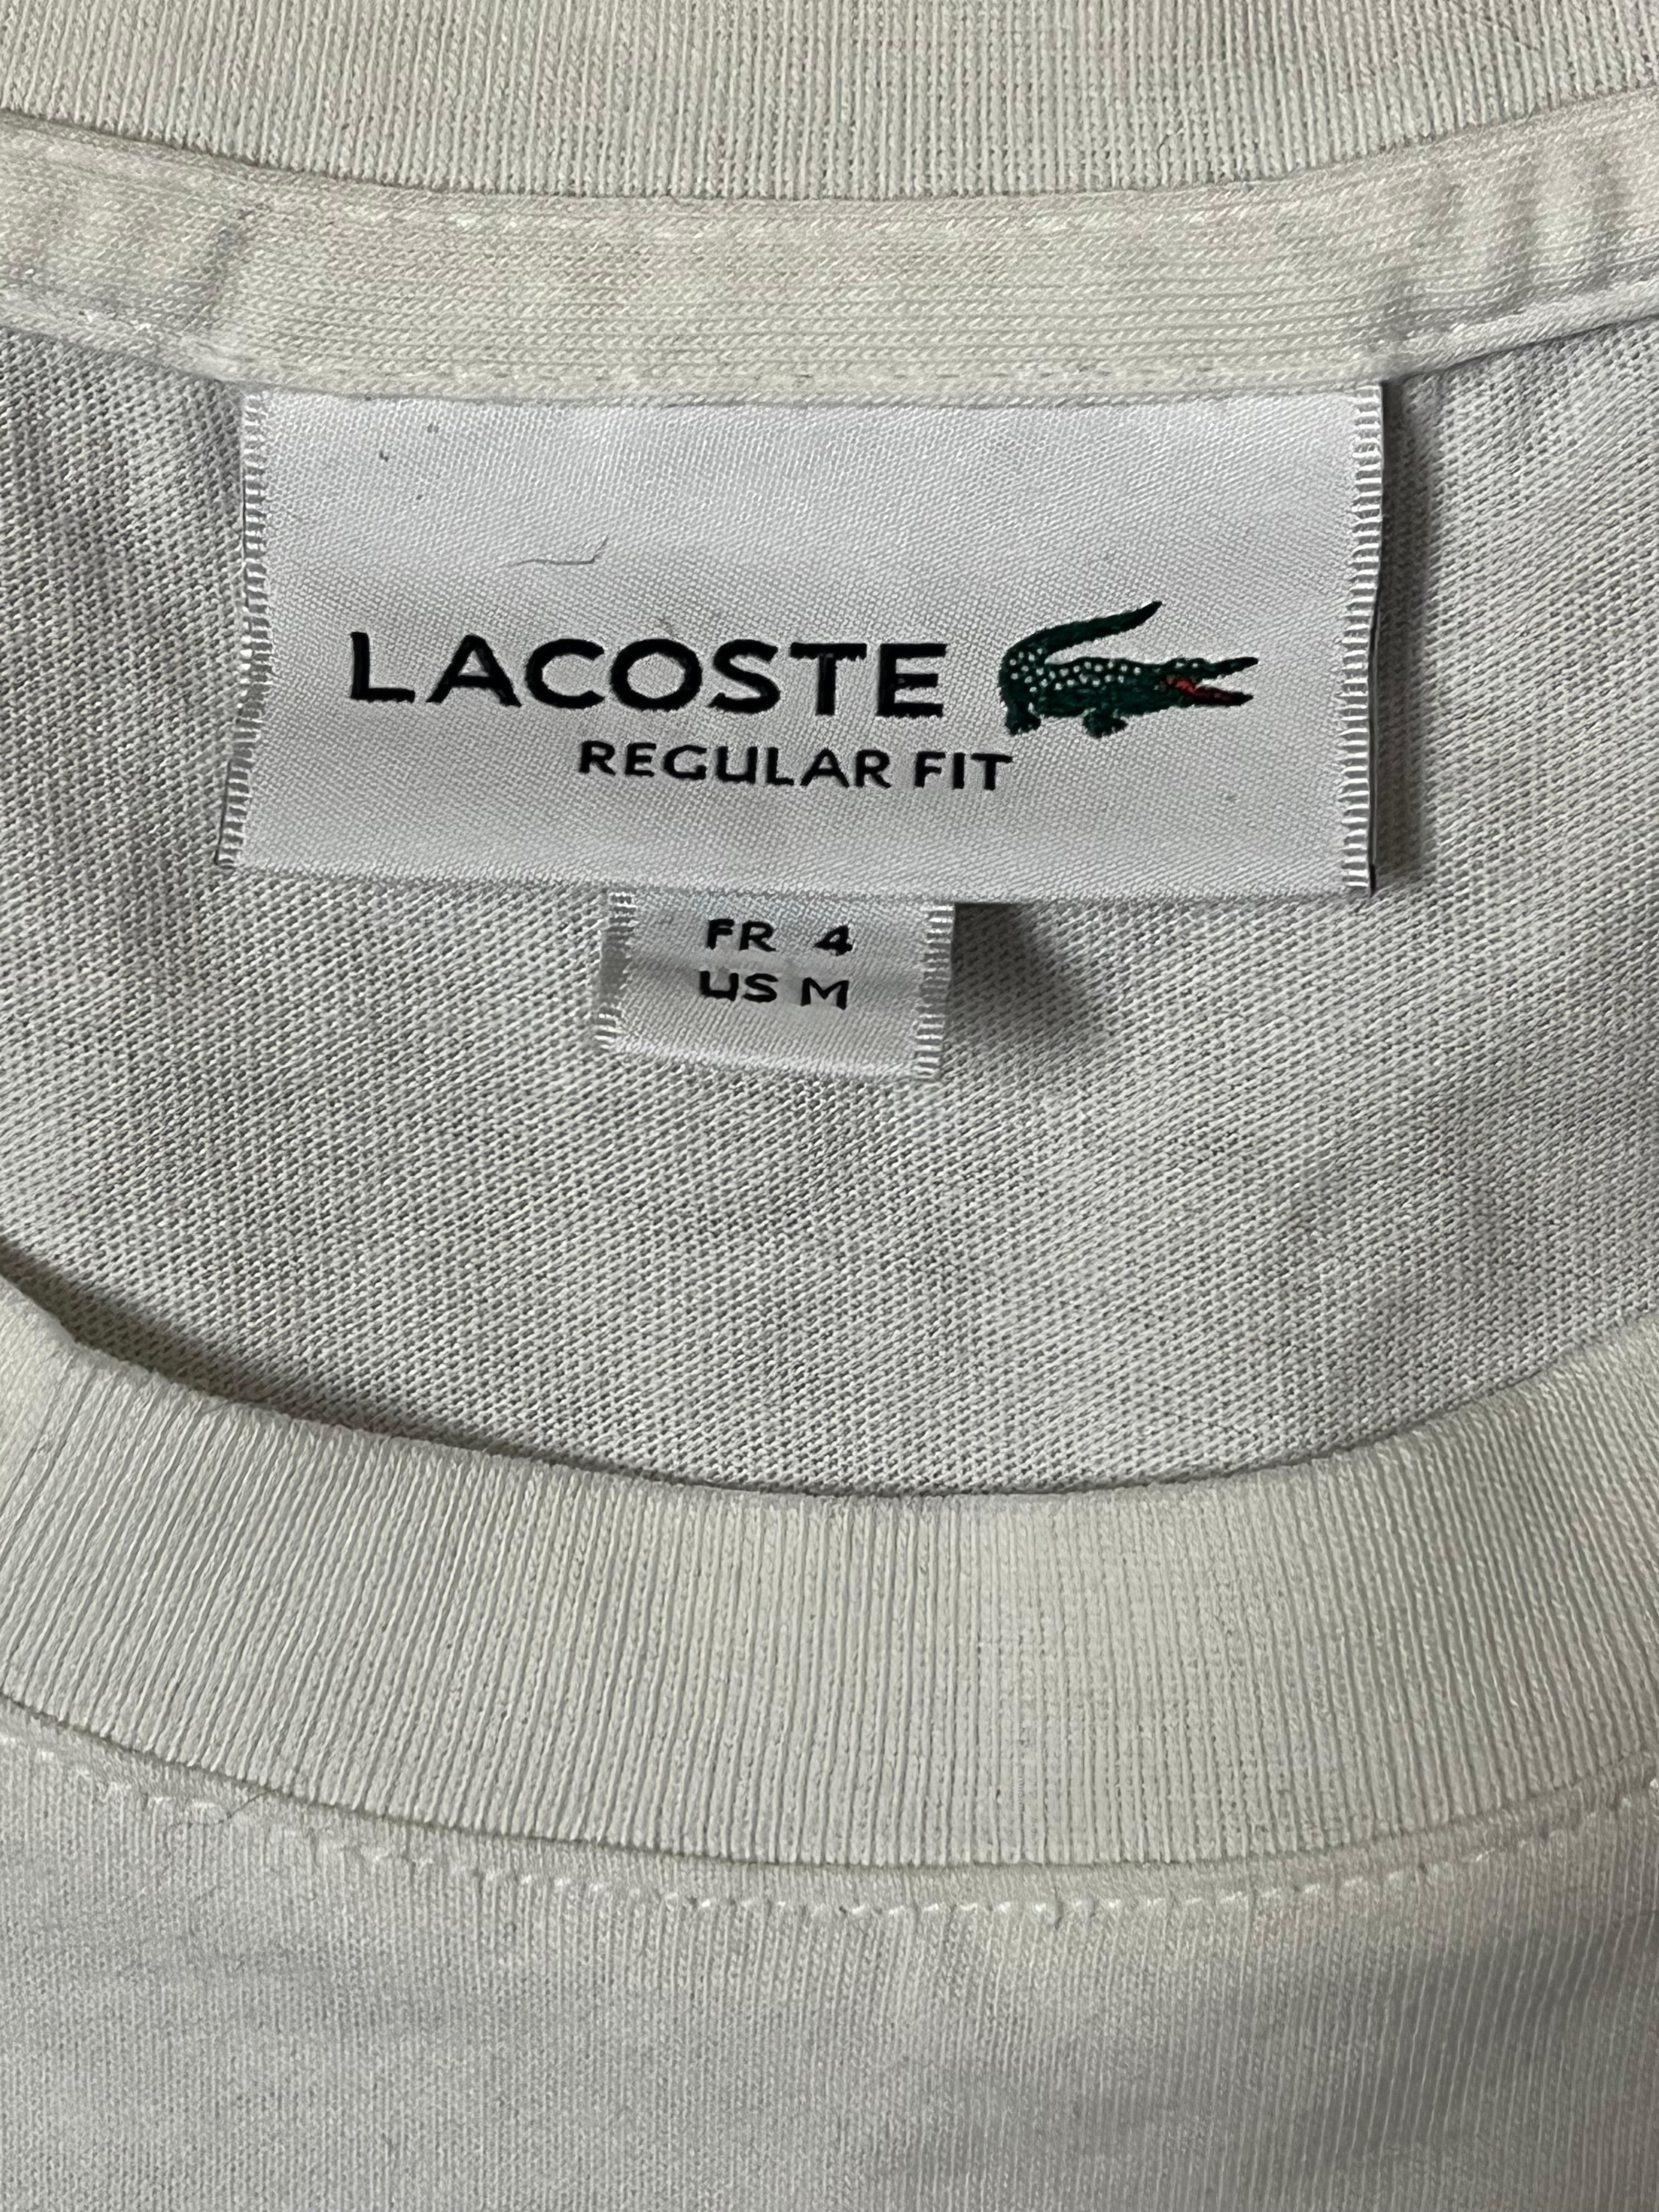 LACOSTE
REGULAR FIT
FR 4
US M